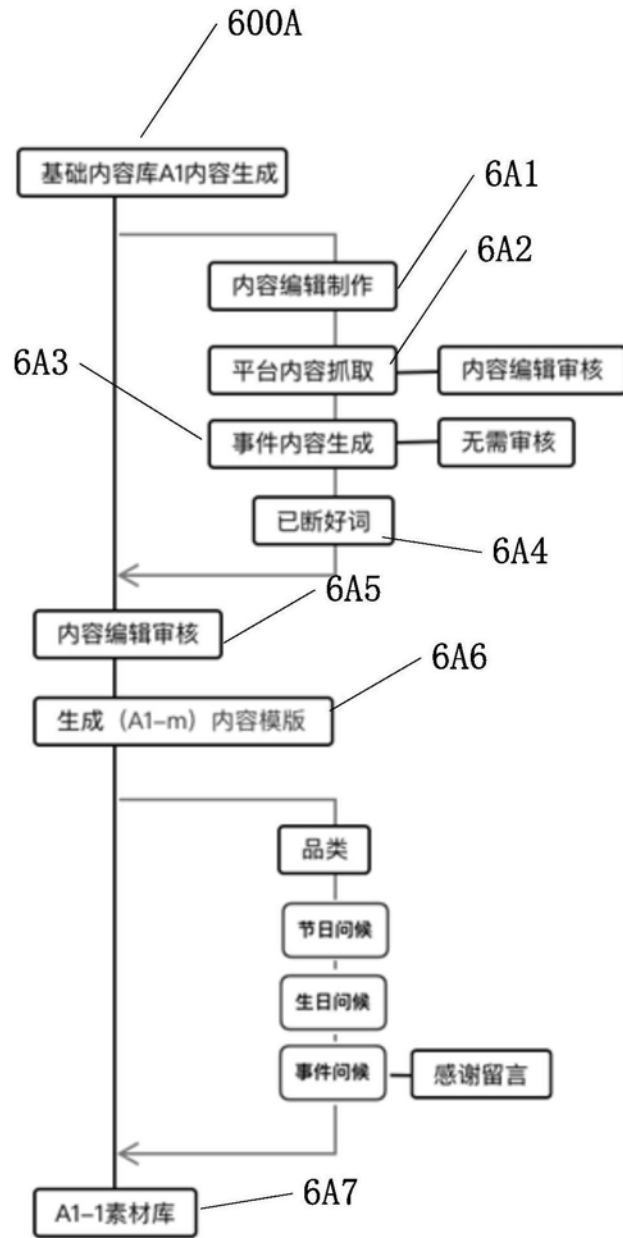 600A
基础内容库A1内容生成
6A1
内容编辑制作
6A2
6A3
平台内容抓取
内容编辑审核
事件内容生成
无需审核
已断好词
6A4
6A5
内容编辑审核
6A6
生成（A1-m）内容模版
品类
节日问候
生日问候
事件问候
感谢留言
6A7
A1-1素材库